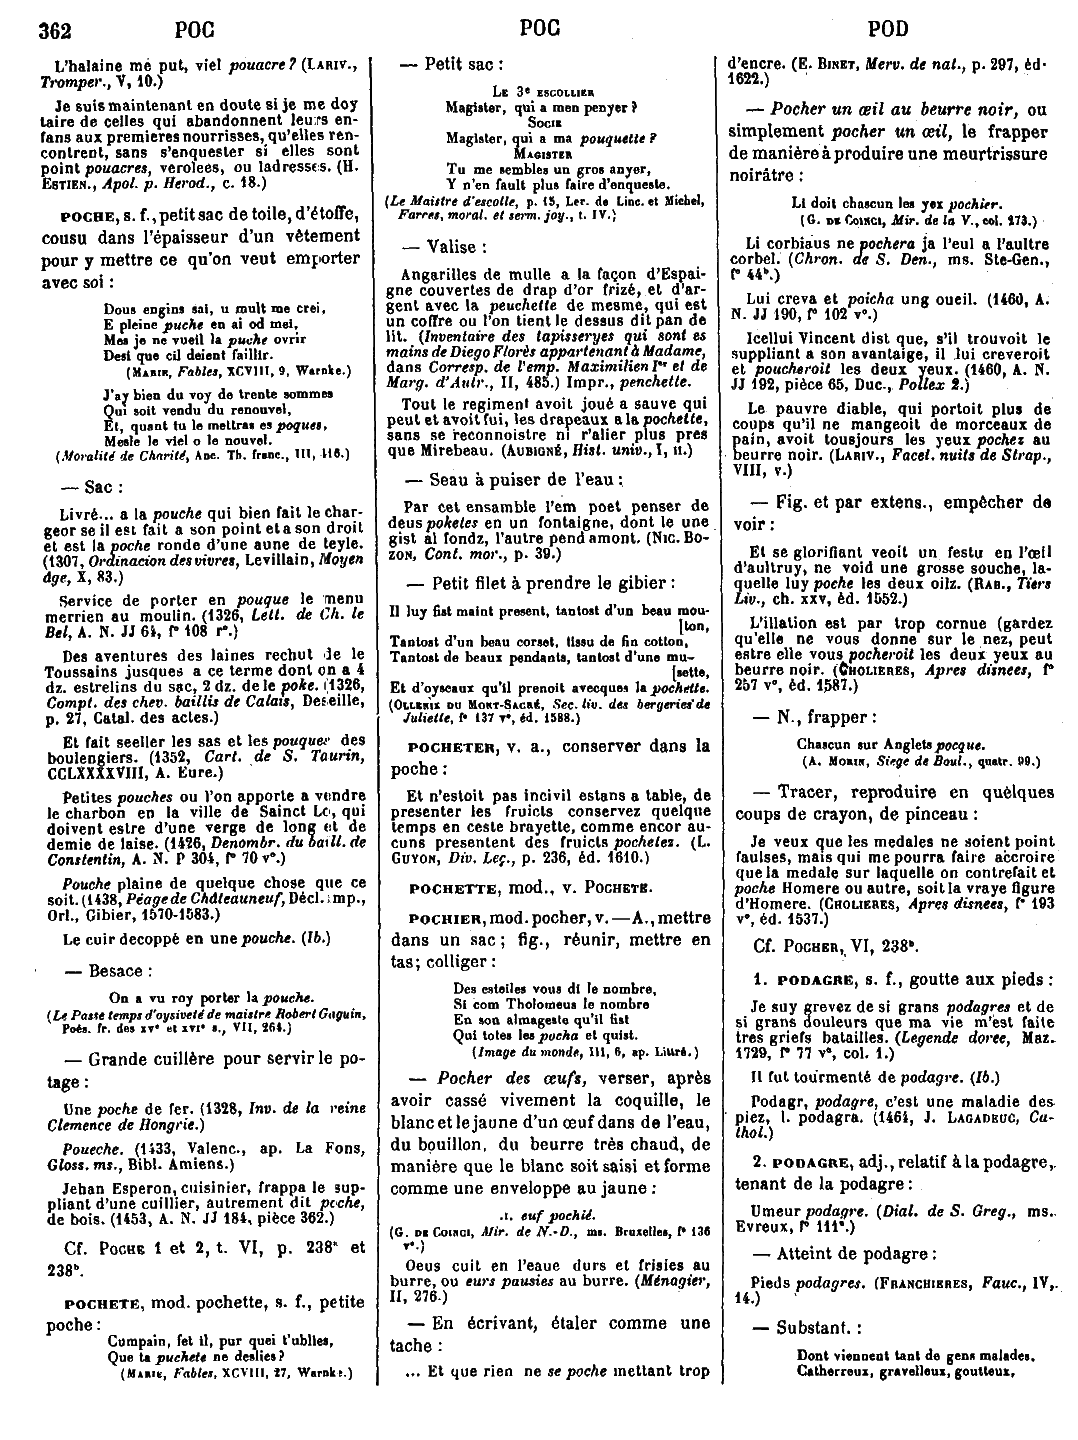 362 POC POC POD
L'halaine me put, viel pouacre? (LARIV.,
Tromper., V, 10.)
Je suis maintenant en doute si je me doy
taire de celles qui abandonnent leurs en-
fans aux premieres nourrisses, qu'elles ren-
contrent, sans s'enquester si elles sont
point pouacres, verolees, ou ladresses. (H.
ESTIEN., Apol. p. Herod., c. 18.)
POCHE, s. f., petit sac de toile, d'étoffe,
cousu dans l'épaisseur d'un vêtement
pour y mettre ce qu'on veut emporter
avec soi :
Dous engins sai, u mult me crei,
E pleine puche en ai od mei,
Mes je ne vueil la puche ovrir
Desi que cil deient faillir.
(MARIE, Fables, XCVIII, 9, Warnke.)
J'ay bien du voy de trente sommes
Qui soit vendu du renouvel,
Et, quant tu le mettras es poques,
Mesle le viel o le nouvel.
(Moralité de Charité, Anc. Th. franc., III, 416.)
— Sac :
Livré... a la pouche qui bien fait le char-
geor se il est fait a son point et a son droit
et est la poche ronde d'une aune de teyle.
(1307, Ordinacion des vivres, Levillain, Moyen
âge, X, 83.)
Service de porter en pouque le menu
merrien au moulin. (1326, Lett. de Ch. le
Bel, A. N. JJ 64, f° 108 r°.)
Des aventures des laines rechut de le
Toussains jusques a ce terme dont on a 4
dz. estrelins du sac, 2 dz. de le poke. (1326,
Compt. des chev. baillis de Calais, Deseille,
p. 27, Catal. des actes.)
Et fait seeller les sas et les pouques des
boulengiers. (1352, Cart. de S. Taurin,
CCLXXXXVIII, A. Eure.)
Petites pouches ou l'on apporte a vendre
le charbon en la ville de Sainct Lo, qui
doivent estre d'une verge de long et de
demie de laise. (1426, Denombr. du baill. de
Constentin, A. N. P 304, f° 70 v°.)
Pouche plaine de quelque chose que ce
soit. (1438, Péage de Châteauneuf, Décl. imp.,
Orl., Gibier, 1570-1583.)
Le cuir decoppé en une pouche. (Ib.)
— Besace :
On a vu roy porter la pouche.
(Le Passe temps d'oysiveté de maistre Robert Gaguin,
Poés. fr. des XV° et XVI° s., VII, 264.)
— Grande cuillère pour servir le po-
tage :
Une poche de fer. (1328, Inv. de la reine
Clemence de Hongrie.)
Poueche. (1433, Valenc., ap. La Fons,
Gloss. ms., Bibl. Amiens.)
Jehan Esperon, cuisinier, frappa le sup-
pliant d'une cuillier, autrement dit poche,
de bois. (1453, A. N. JJ 184, pièce 362.)
Cf. POCHE 1 et 2, t. VI, p. 238ª et
238ᵇ.
POCHETE, mod. pochette, s. f., petite
poche :
Cumpain, fet il, pur quei t'ublies,
Que ta puchete ne deslies?
(MARIE, Fables, XCVIII, 27, Warnke.)
— Petit sac :
LE 3ᵉ ESCOLLIER
Magister, qui a men penyer?
SOCIE
Magister, qui a ma pouquette?
MAGISTER
Tu me sembles un gros anyer,
Y n'en fault plus faire d'enqueste.
(Le Maistre d'escolle, p. 15, Ler. de Linc. et Michel,
Farces, moral. et serm. joy., t. IV.)
— Valise :
Angarilles de mulle a la façon d'Espai-
gne couvertes de drap d'or frizé, et d'ar-
gent avec la peuchette de mesme, qui est
un coffre ou l'on tient le dessus dit pan de
lit. (Inventaire des tapisseryes qui sont es
mains de Diego Florès appartenant à Madame,
dans Corresp. de l'emp. Maximilien Iᵉʳ et de
Marg. d'Autr., II, 485.) Impr., penchette.
Tout le regiment avoit joué a sauve qui
peut et avoit fui, les drapeaux a la pochette,
sans se reconnoistre ni r'alier plus pres
que Mirebeau. (AUBIGNÉ, Hist. univ., I, II.)
— Seau à puiser de l'eau :
Par cet ensamble l'em poet penser de
deus poketes en un fontaigne, dont le une
gist al fondz, l'autre pend amont. (NIC. BO-
ZON, Cont. mor., p. 39.)
— Petit filet à prendre le gibier :
Il luy fist maint present, tantost d'un beau mou-
[ton,
Tantost d'un beau corset, tissu de fin cotton,
Tantost de beaux pendants, tantost d'une mu-
[sette,
Et d'oyseaux qu'il prenoit avecques la pochette.
(OLLENIX DU MONT-SACRÉ, Sec. liv. des bergeries de
Juliette, f° 137 r°, éd. 1588.)
POCHETER, v. a., conserver dans la
poche :
Et n'estoit pas incivil estans a table, de
presenter les fruicts conservez quelque
temps en ceste brayette, comme encor au-
cuns presentent des fruicts pochetez. (L.
GUYON, Div. Leç., p. 236, éd. 1610.)
POCHETTE, mod., v. POCHETE.
POCHIER, mod. pocher, v. — A., mettre
dans un sac ; fig., réunir, mettre en
tas ; colliger :
Des esteiles vous di le nombre,
Si com Tholomeus le nombre
En son almageste qu'il fist
Qui totes les pocha et quist.
(Image du monde, III, 6, ap. Littré.)
— Pocher des œufs, verser, après
avoir cassé vivement la coquille, le
blanc et le jaune d'un œuf dans de l'eau,
du bouillon, du beurre très chaud, de
manière que le blanc soit saisi et forme
comme une enveloppe au jaune :
.I. euf pochié.
(G. DE COINCI, Mir. de N.-D., ms. Bruxelles, f° 136
v°.)
Oeus cuit en l'eaue durs et frisies au
burre, ou eurs pausies au burre. (Ménagier,
II, 276.)
— En écrivant, étaler comme une
tache :
... Et que rien ne se poche mettant trop
d'encre. (E. BINET, Merv. de nat., p. 297, éd·
1622.)
— Pocher un œil au beurre noir, ou
simplement pocher un œil, le frapper
de manière à produire une meurtrissure
noirâtre :
Li doit chascun les yex pochier.
(G. DE COINCI, Mir. de la V., col. 173.)
Li corbiaus ne pochera ja l'eul a l'aultre
corbel. (Chron. de S. Den., ms. Ste-Gen.,
f° 44ᵇ.)
Lui creva et poicha ung oueil. (1460, A.
N. JJ 190, f° 102 v°.)
Icellui Vincent dist que, s'il trouvoit le
suppliant a son avantaige, il lui creveroit
et poucheroit les deux yeux. (1460, A. N.
JJ 192, pièce 65, Duc., Pollex 2.)
Le pauvre diable, qui portoit plus de
coups qu'il ne mangeoit de morceaux de
pain, avoit tousjours les yeux pochez au
beurre noir. (LARIV., Facet. nuits de Strap.,
VIII, v.)
— Fig. et par extens., empêcher de
voir :
Et se glorifiant veoit un festu en l'œil
d'aultruy, ne void une grosse souche, la-
quelle luy poche les deux oilz. (RAB., Tiers
Liv., ch. XXV, éd. 1552.)
L'illation est par trop cornue (gardez
qu'elle ne vous donne sur le nez, peut
estre elle vous pocheroit les deux yeux au
beurre noir. (CHOLIERES, Apres disnees, f°
257 v°, éd. 1587.)
— N., frapper :
Chascun sur Anglets pocque.
(A. MORIN, Siege de Boul., quatr. 99.)
— Tracer, reproduire en quelques
coups de crayon, de pinceau :
Je veux que les medales ne soient point
faulses, mais qui me pourra faire accroire
que la medale sur laquelle on contrefait et
poche Homere ou autre, soit la vraye figure
d'Homere. (CHOLIERES, Apres disnees, f° 193
v°, éd. 1537.)
Cf. POCHER, VI, 238ᵇ.
1. PODAGRE, s. f., goutte aux pieds :
Je suy grevez de si grans podagres et de
si grans douleurs que ma vie m'est faite
tres griefs batailles. (Legende doree, Maz.
1729, f° 77 v°, col. 1.)
Il fut tourmenté de podagre. (Ib.)
Podagr, podagre, c'est une maladie des
piez, l. podagra. (1464, J. LAGADEUC, Ca-
thol.)
2. PODAGRE, adj., relatif à la podagre,
tenant de la podagre :
Umeur podagre. (Dial. de S. Greg., ms.
Evreux, f° 111°.)
— Atteint de podagre :
Pieds podagres. (FRANCHIERES, Fauc., IV,
14.)
— Substant. :
Dont viennent tant de gens malades,
Catherreux, gravelleux, goutteux,